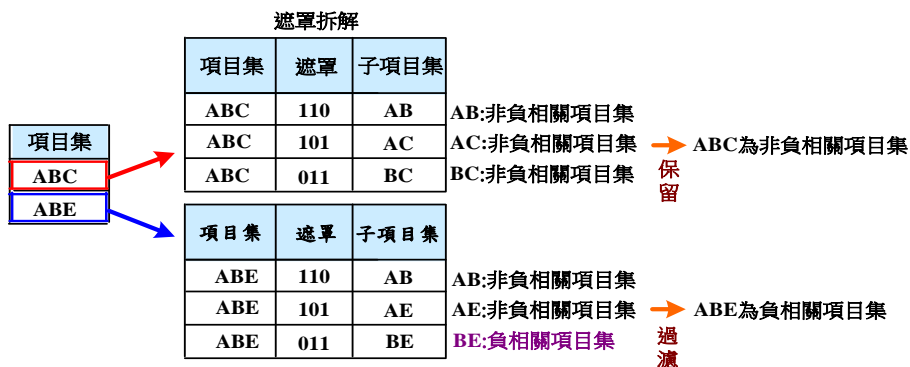 遮罩拆解
項目集 遮罩 子項目集
ABC 110 AB AB:非負相關項目集
ABC 101 AC AC:非負相關項目集 ABC為非負相關項目集
ABC 011 BC BC:非負相關項目集
保留
項目集
ABC
ABE
項目集 遮罩 子項目集
ABE 110 AB AB:非負相關項目集
ABE 101 AE AE:非負相關項目集 ABE為負相關項目集
ABE 011 BE BE:負相關項目集
過濾